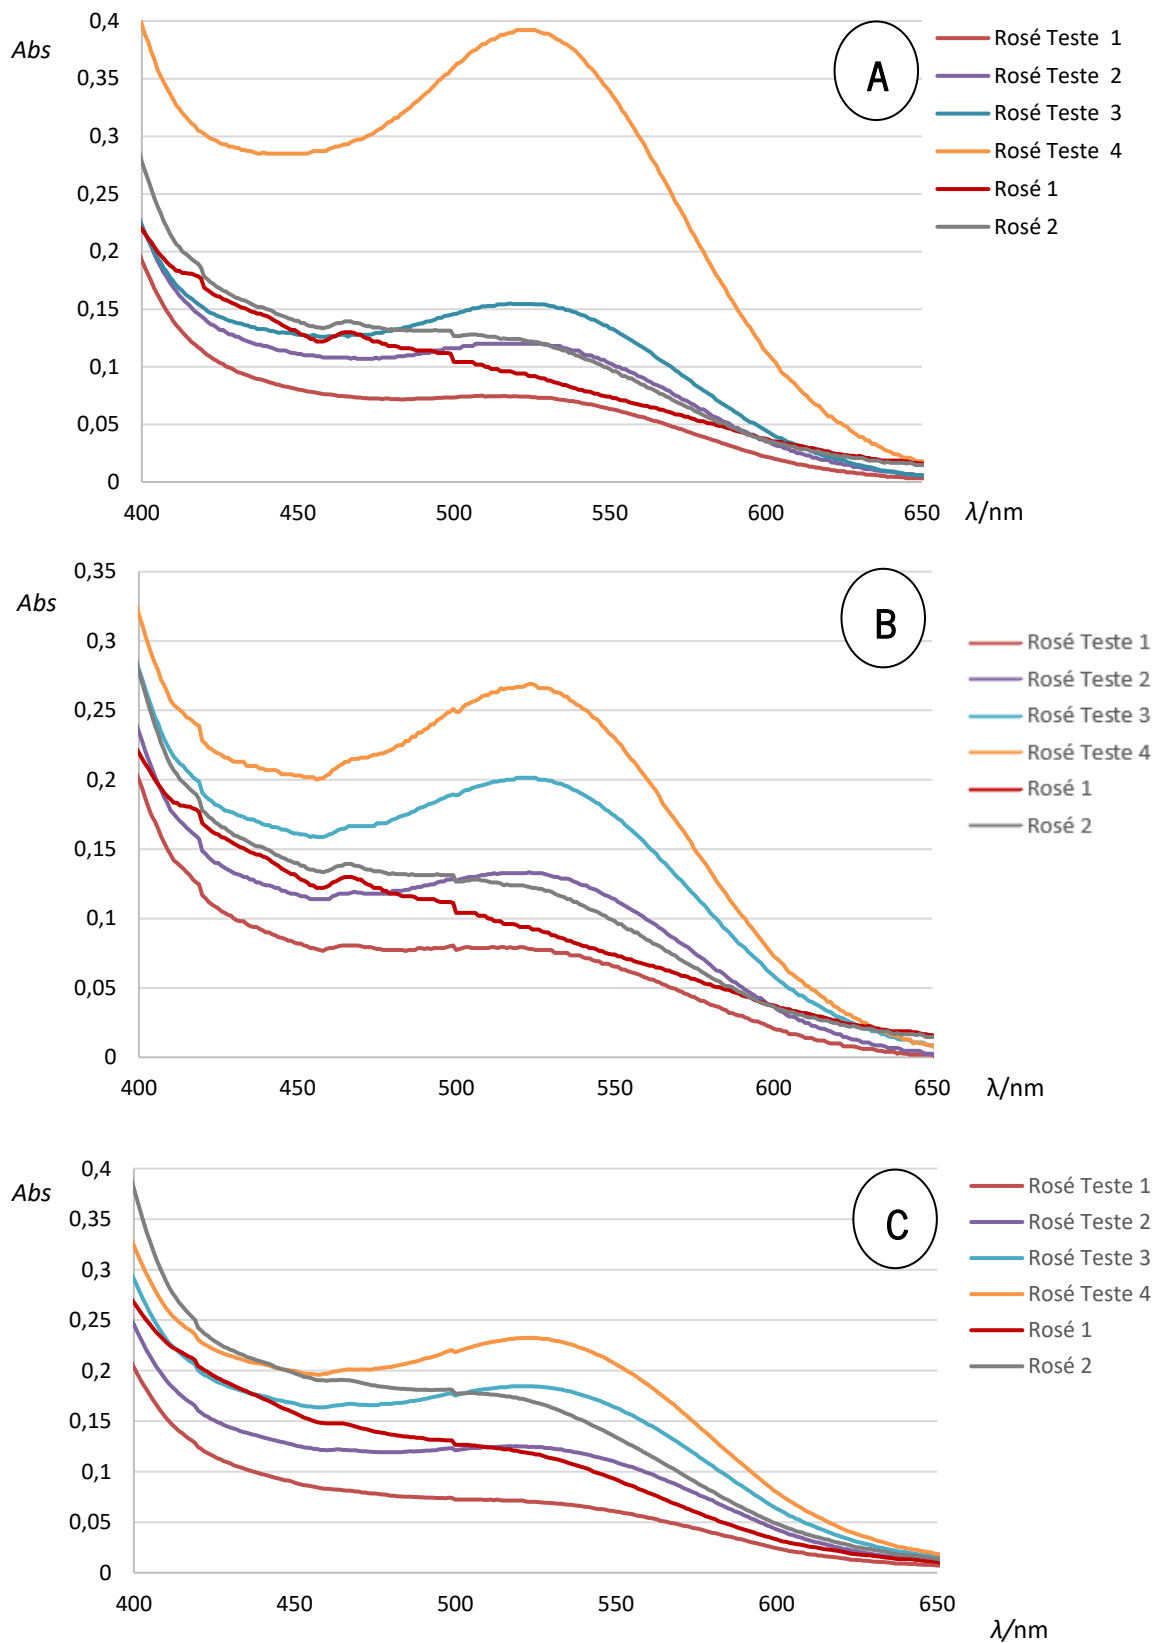 0,4
Abs
0,35
0,3
0,25
0,2
0,15
0,1
0,05
0
400 450 500 550 600 650 λ/nm
A
Rosé Teste 1
Rosé Teste 2
Rosé Teste 3
Rosé Teste 4
Rosé 1
Rosé 2
0,35
Abs
0,3
0,25
0,2
0,15
0,1
0,05
0
400 450 500 550 600 650 λ/nm
B
Rosé Teste 1
Rosé Teste 2
Rosé Teste 3
Rosé Teste 4
Rosé 1
Rosé 2
0,4
Abs
0,35
0,3
0,25
0,2
0,15
0,1
0,05
0
400 450 500 550 600 650
λ/nm
C
Rosé Teste 1
Rosé Teste 2
Rosé Teste 3
Rosé Teste 4
Rosé 1
Rosé 2